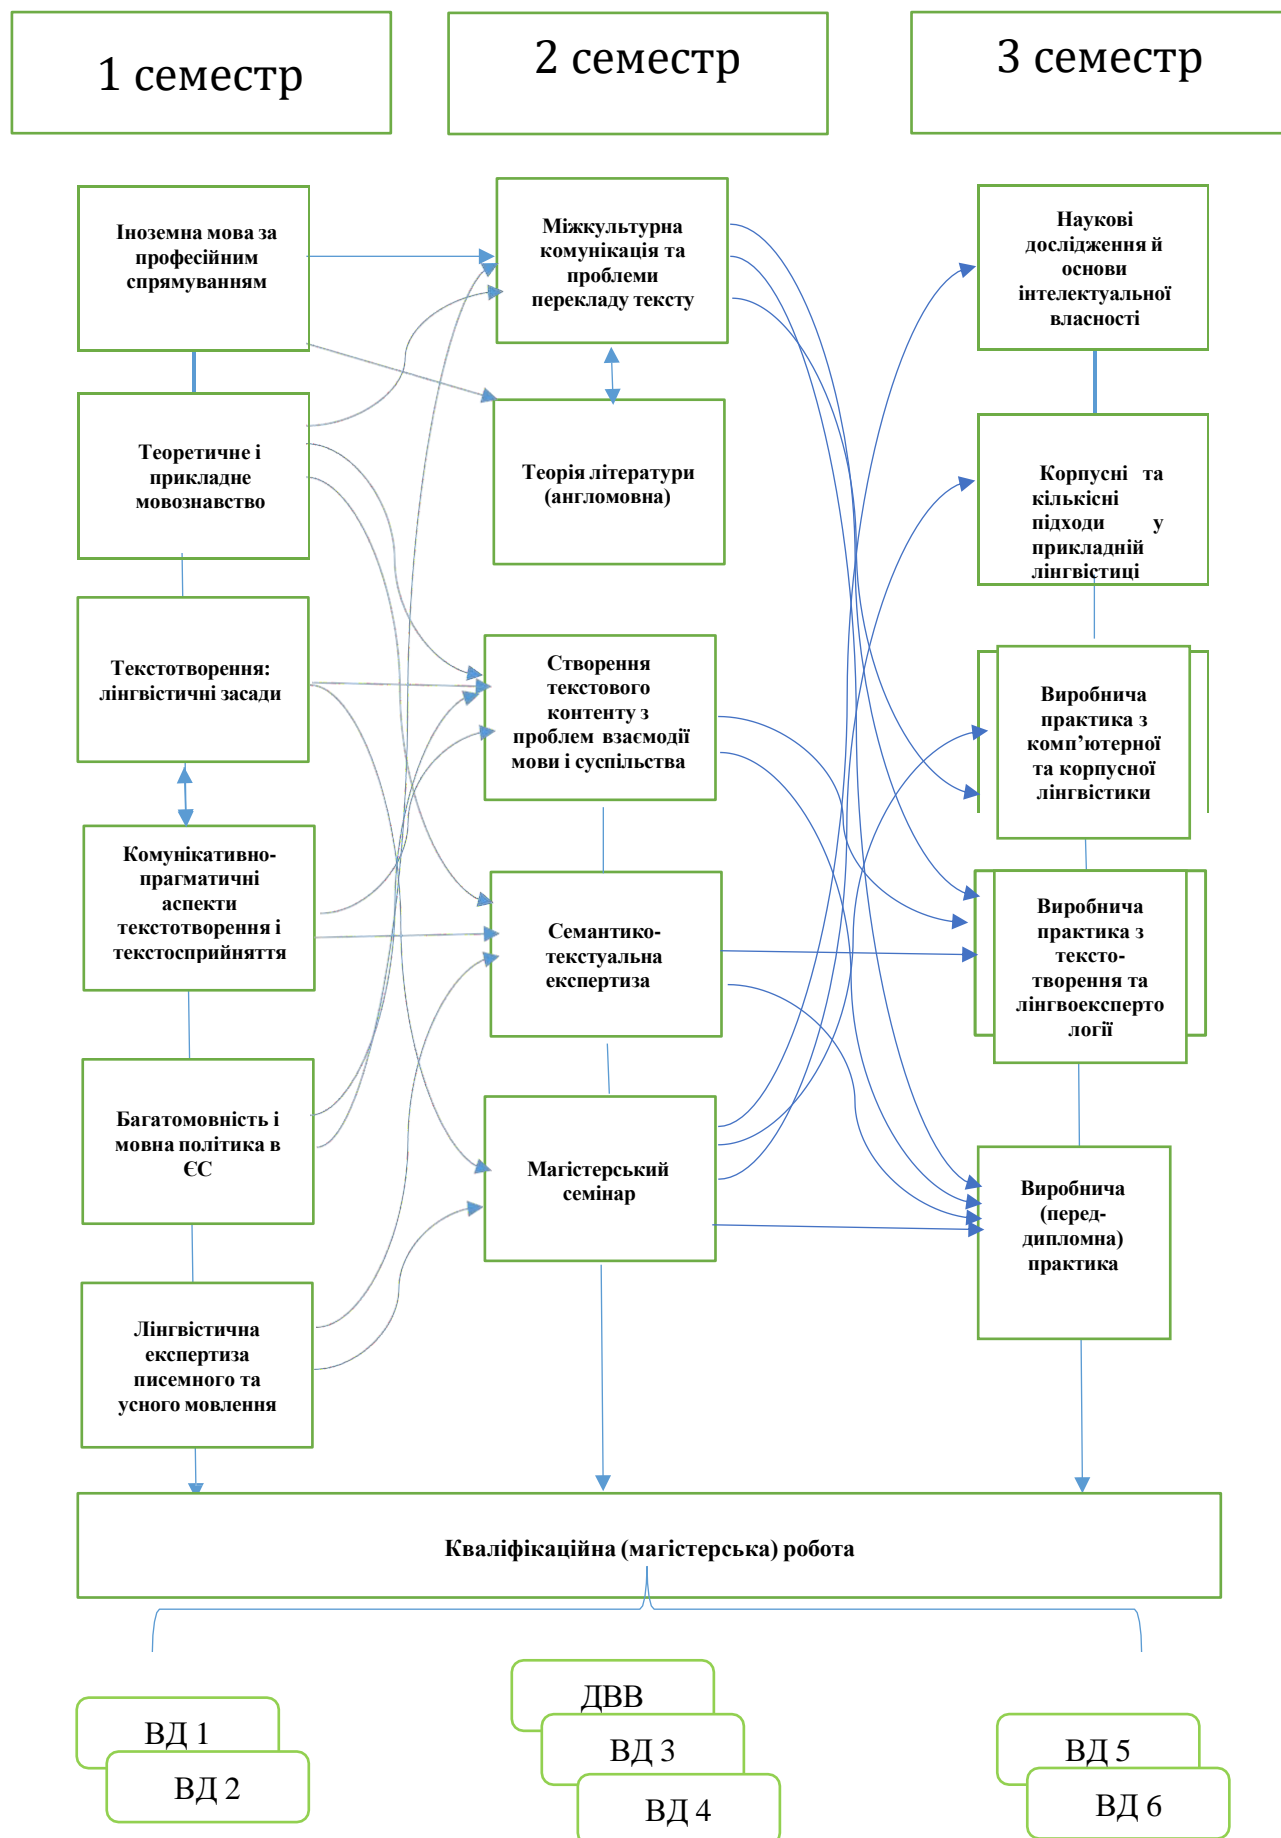 1 семестр
2 семестр
3 семестр
Іноземна мова за
професійним
спрямуванням
Теоретичне і
прикладне
мовознавство
Текстотворення:
лінгвістичні засади
Комунікативно-
прагматичні
аспекти
текстотворення і
текстосприйняття
Багатомовність і
мовна політика в
ЄС
Лінгвістична
експертиза
писемного та
усного мовлення
Міжкультурна
комунікація та
проблеми
перекладу тексту
Теорія літератури
(англомовна)
Створення
текстового
контенту з
проблем взаємодії
мови і суспільства
Семантико-
текстуальна
експертиза
Магістерський
семінар
Наукові
дослідження й
основи
інтелектуальної
власності
Корпусні та
кількісні
підходи у
прикладній
лінгвістиці
Виробнича
практика з
комп’ютерної
та корпусної
лінгвістики
Виробнича
практика з
тексто-
творення та
лінгвоексперто
логії
Виробнича
(перед-
дипломна)
практика
Кваліфікаційна (магістерська) робота
ВД 1
ВД 2
ДВВ
ВД 3
ВД 4
ВД 5
ВД 6